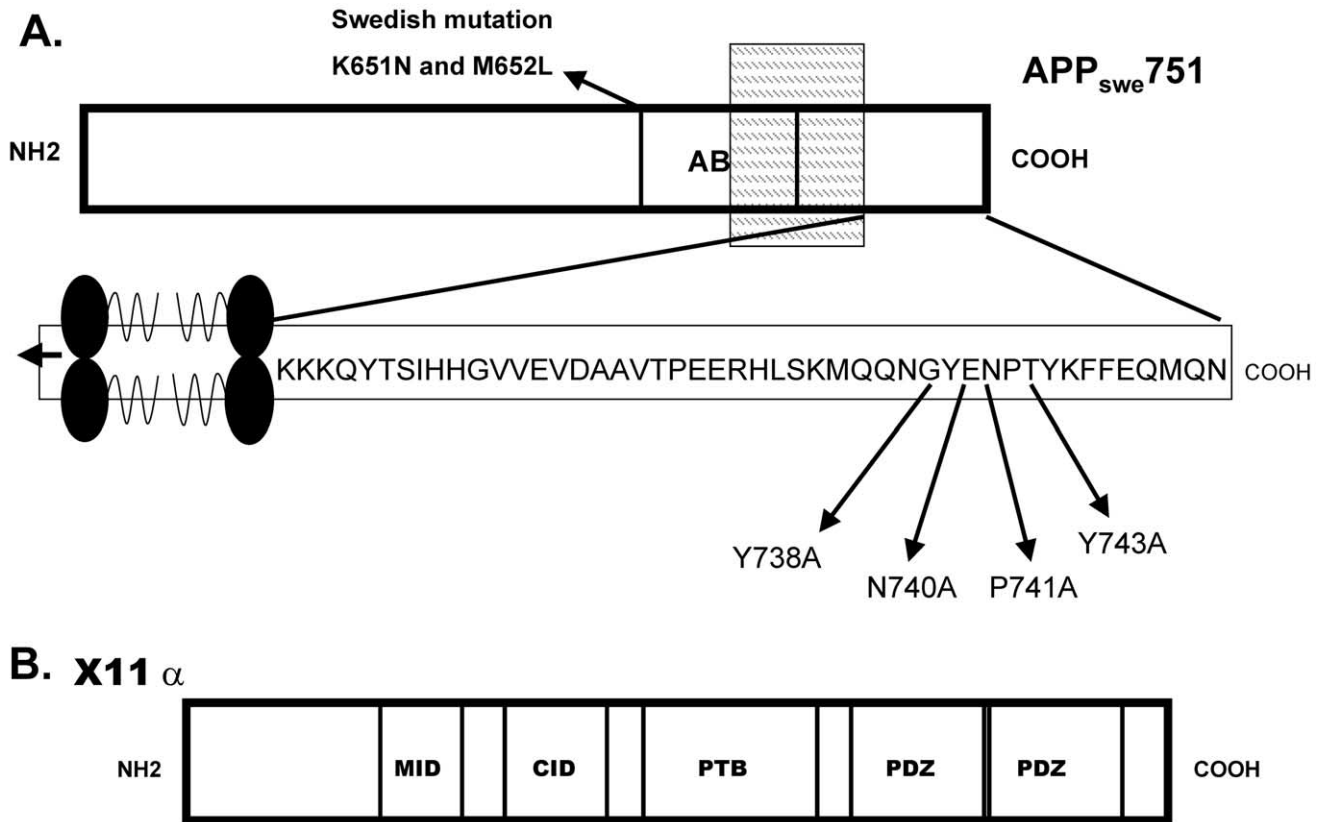 A.
Swedish mutation
K651N and M652L
APPswe751
NH2
AB
COOH
KKKQYTSIHHGVVEVDAAVTPEERHLSKMQQNGYENPTYKFFEQMQN
COOH
Y738A
N740A
P741A
Y743A
B. X11 α
NH2
MID
CID
PTB
PDZ
PDZ
COOH